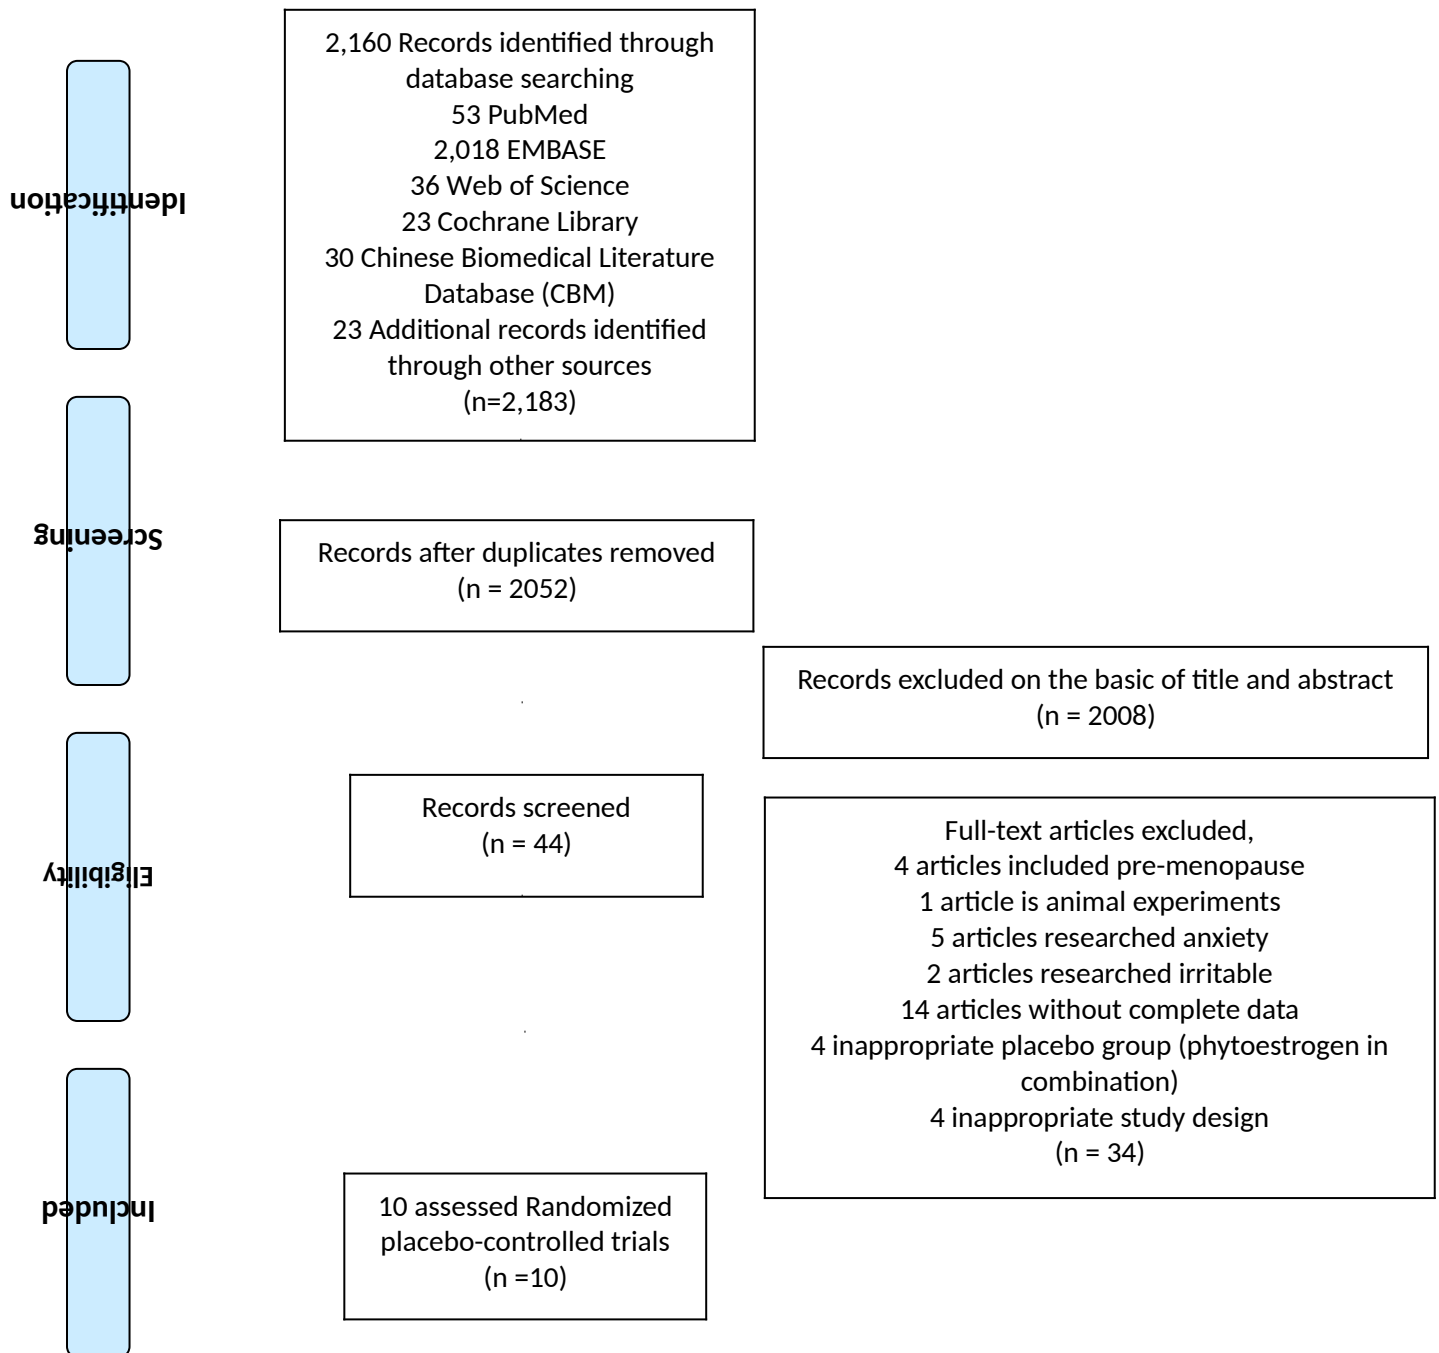 2,160 Records identified through
database searching
53 PubMed
2,018 EMBASE
36 Web of Science
23 Cochrane Library
30 Chinese Biomedical Literature
Database (CBM)
23 Additional records identified
through other sources
(n=2,183)
Identification
Screening
Records after duplicates removed
(n = 2052)
Records excluded on the basic of title and abstract
(n = 2008)
Eligibility
Records screened
(n = 44)
Full-text articles excluded,
4 articles included pre-menopause
1 article is animal experiments
5 articles researched anxiety
2 articles researched irritable
14 articles without complete data
4 inappropriate placebo group (phytoestrogen in
combination)
4 inappropriate study design
(n = 34)
Included
10 assessed Randomized
placebo-controlled trials
(n =10)